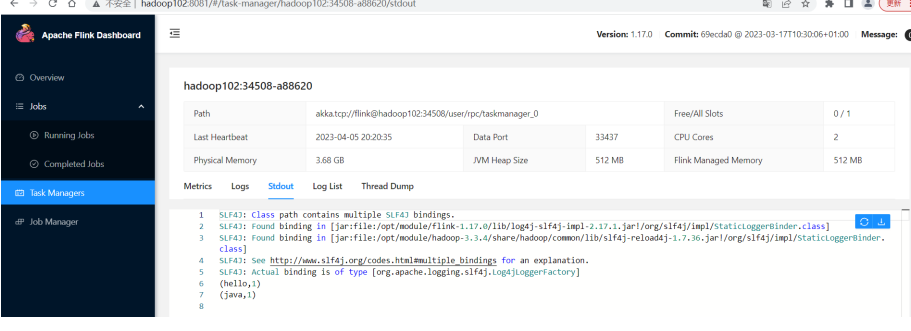 不安全 | hadoop102:8081/#/task-manager/hadoop102:34508-a88620/stdout
更新
Apache Flink Dashboard
Version: 1.17.0 Commit: 69ecda0 @ 2023-03-17T10:30:06+01:00 Message:
Overview
Jobs
Running Jobs
Completed Jobs
Task Managers
Job Manager
hadoop102:34508-a88620
Path akka.tcp://flink@hadoop102:34508/user/rpc/taskmanager_0 Free/All Slots 0 / 1
Last Heartbeat 2023-04-05 20:20:35 Data Port 33437 CPU Cores 2
Physical Memory 3.68 GB JVM Heap Size 512 MB Flink Managed Memory 512 MB
Metrics Logs Stdout Log List Thread Dump
1 SLF4J: Class path contains multiple SLF4J bindings.
2 SLF4J: Found binding in [jar:file:/opt/module/flink-1.17.0/lib/log4j-slf4j-impl-2.17.1.jar!/org/slf4j/impl/StaticLoggerBinder.class]
3 SLF4J: Found binding in [jar:file:/opt/module/hadoop-3.3.4/share/hadoop/common/lib/slf4j-reload4j-1.7.36.jar!/org/slf4j/impl/StaticLoggerBinder.
class]
4 SLF4J: See http://www.slf4j.org/codes.html#multiple_bindings for an explanation.
5 SLF4J: Actual binding is of type [org.apache.logging.slf4j.Log4jLoggerFactory]
6 (hello,1)
7 (java,1)
8